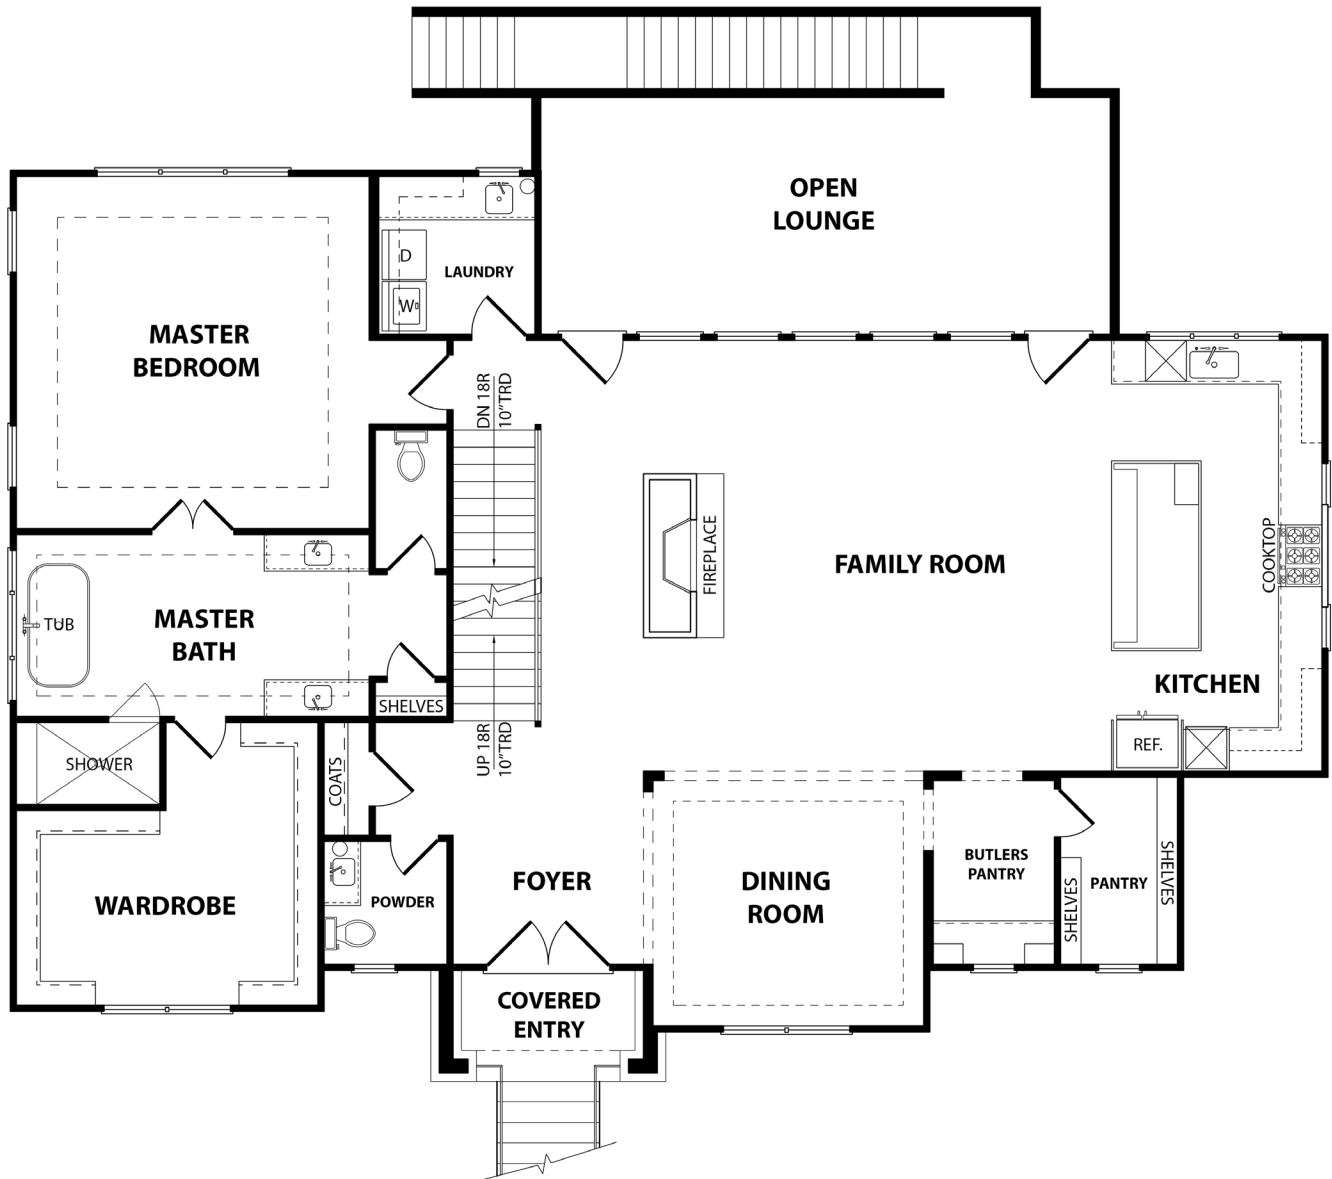 OPEN
LOUNGE
D
LAUNDRY
W
MASTER
BEDROOM
DN 18R
10"TRD
FIREPLACE
FAMILY ROOM
COOKTOP
TUB
MASTER
BATH
KITCHEN
SHELVES
UP 18R
10"TRD
REF.
SHOWER
COATS
WARDROBE
POWDER
FOYER
DINING
ROOM
BUTLERS
PANTRY
PANTRY
SHELVES
SHELVES
COVERED
ENTRY